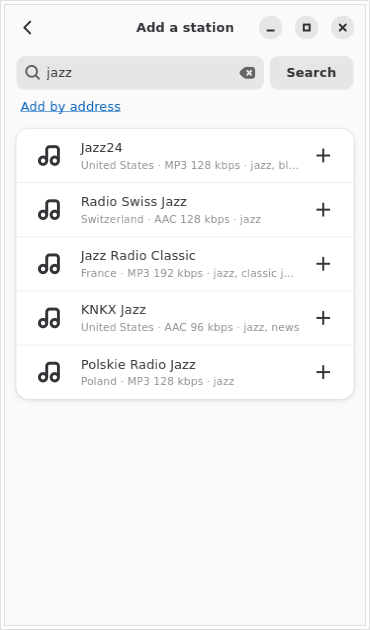 Add a station
jazz
Search
Add by address
Jazz24
United States · MP3 128 kbps · jazz, bl...
Radio Swiss Jazz
Switzerland · AAC 128 kbps · jazz
Jazz Radio Classic
France · MP3 192 kbps · jazz, classic j...
KNKX Jazz
United States · AAC 96 kbps · jazz, news
Polskie Radio Jazz
Poland · MP3 128 kbps · jazz